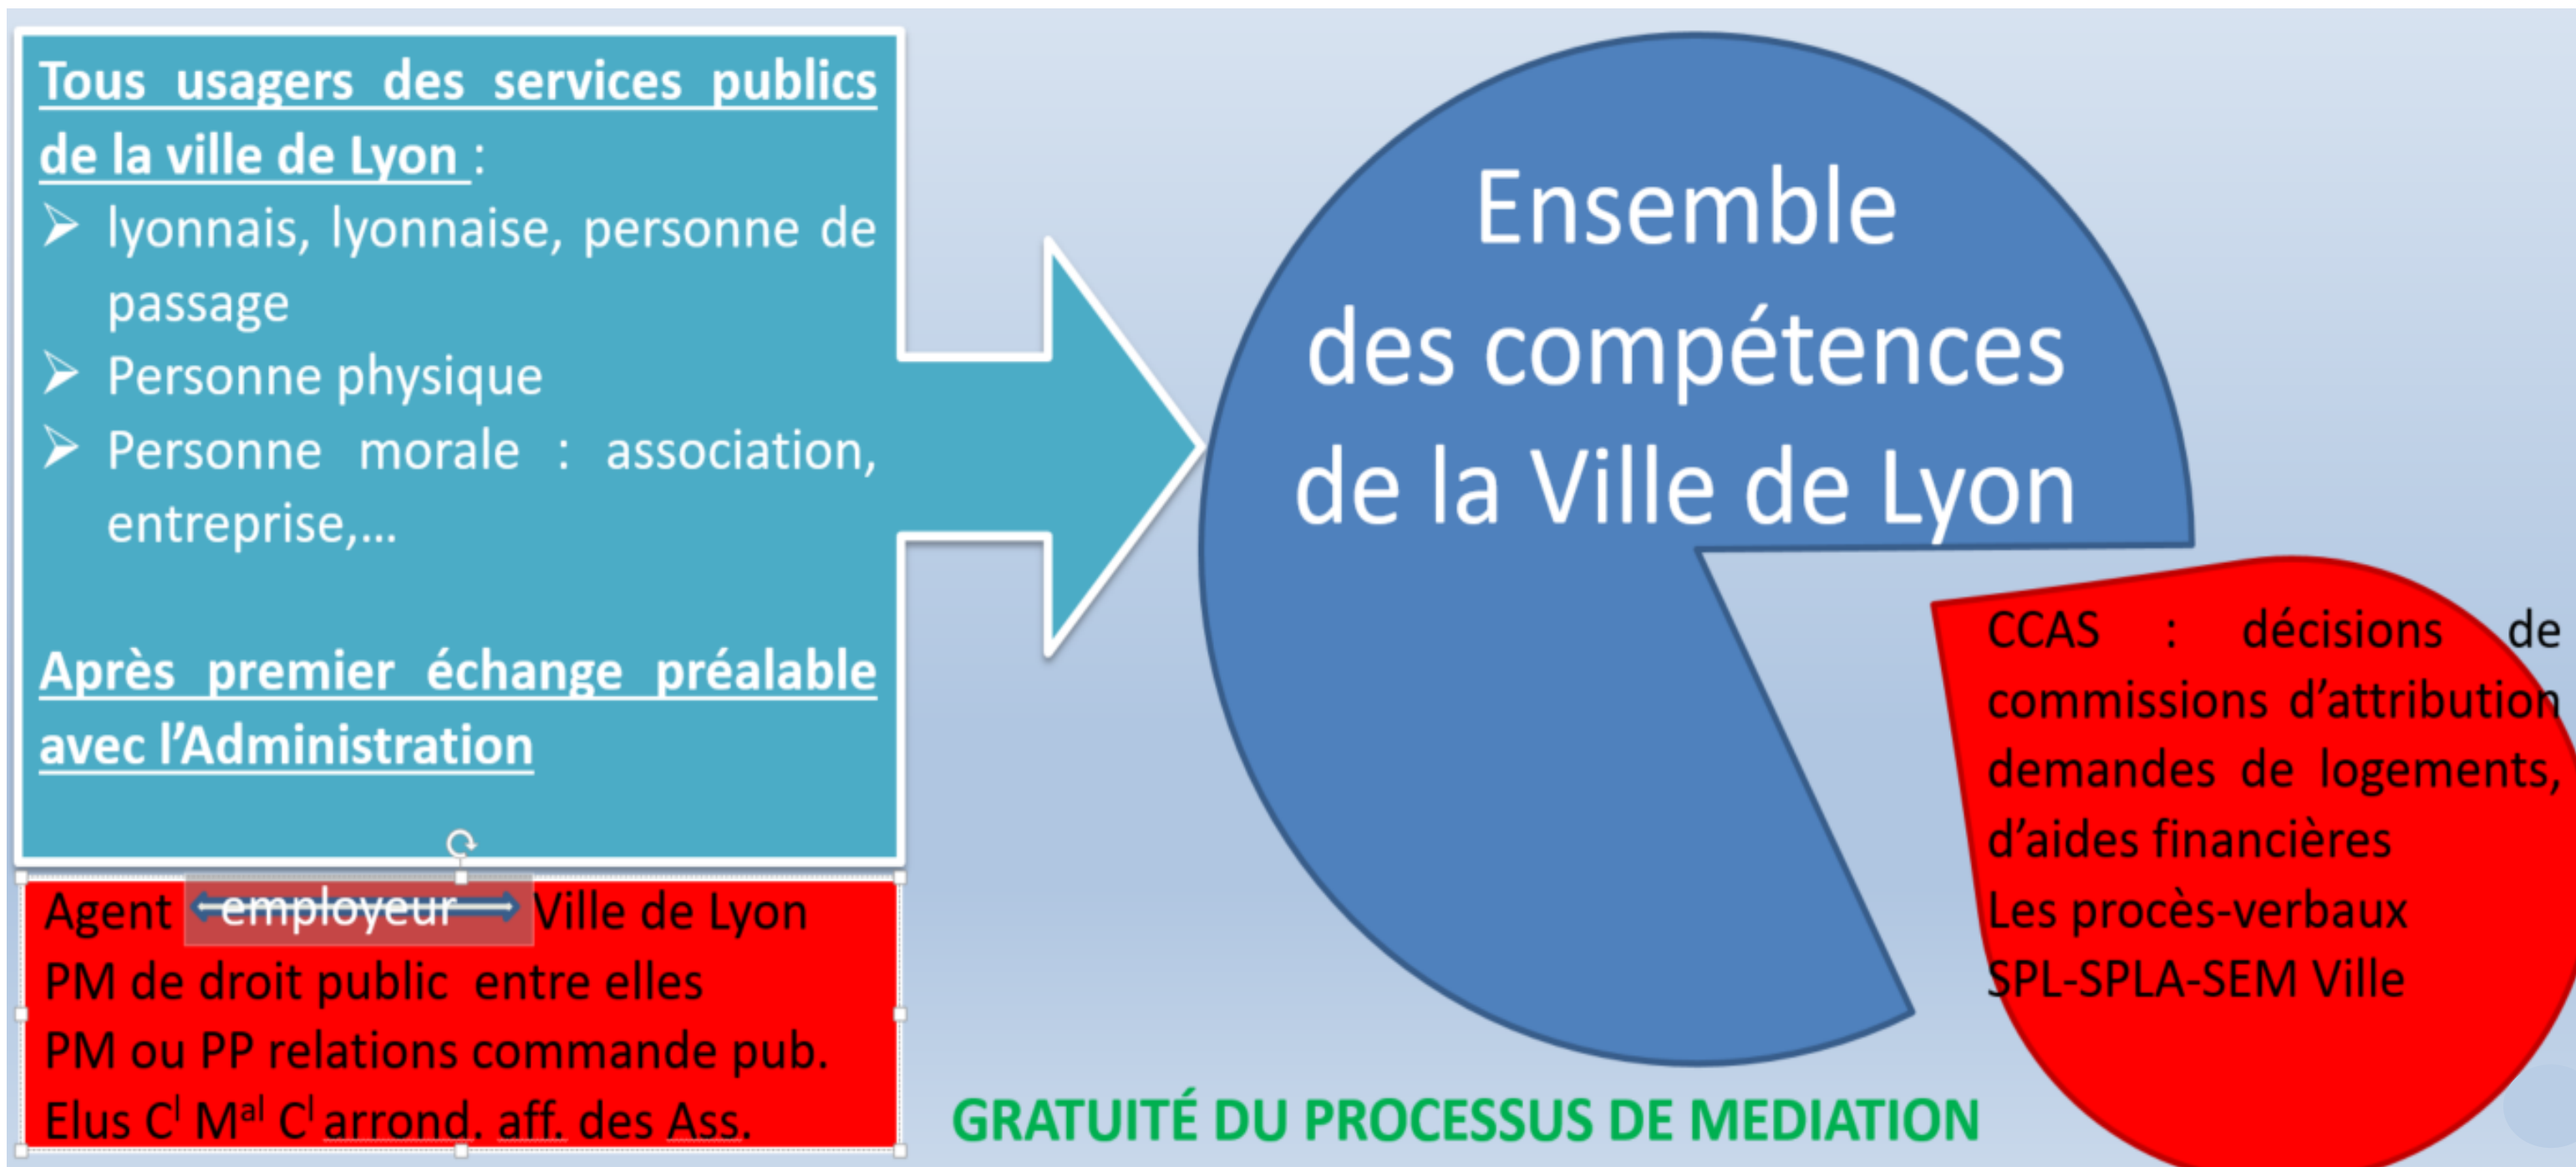 Tous usagers des services publics
de la ville de Lyon :
➢ lyonnais, lyonnaise, personne de
passage
➢ Personne physique
➢ Personne morale : association,
entreprise,...
Après premier échange préalable
avec l'Administration
Agent employeur Ville de Lyon
PM de droit public entre elles
PM ou PP relations commande pub.
Elus Cl Mal Cl arrond. aff. des Ass.
Ensemble
des compétences
de la Ville de Lyon
CCAS : décisions de
commissions d'attribution
demandes de logements,
d'aides financières
Les procès-verbaux
SPL-SPLA-SEM Ville
GRATUITÉ DU PROCESSUS DE MEDIATION